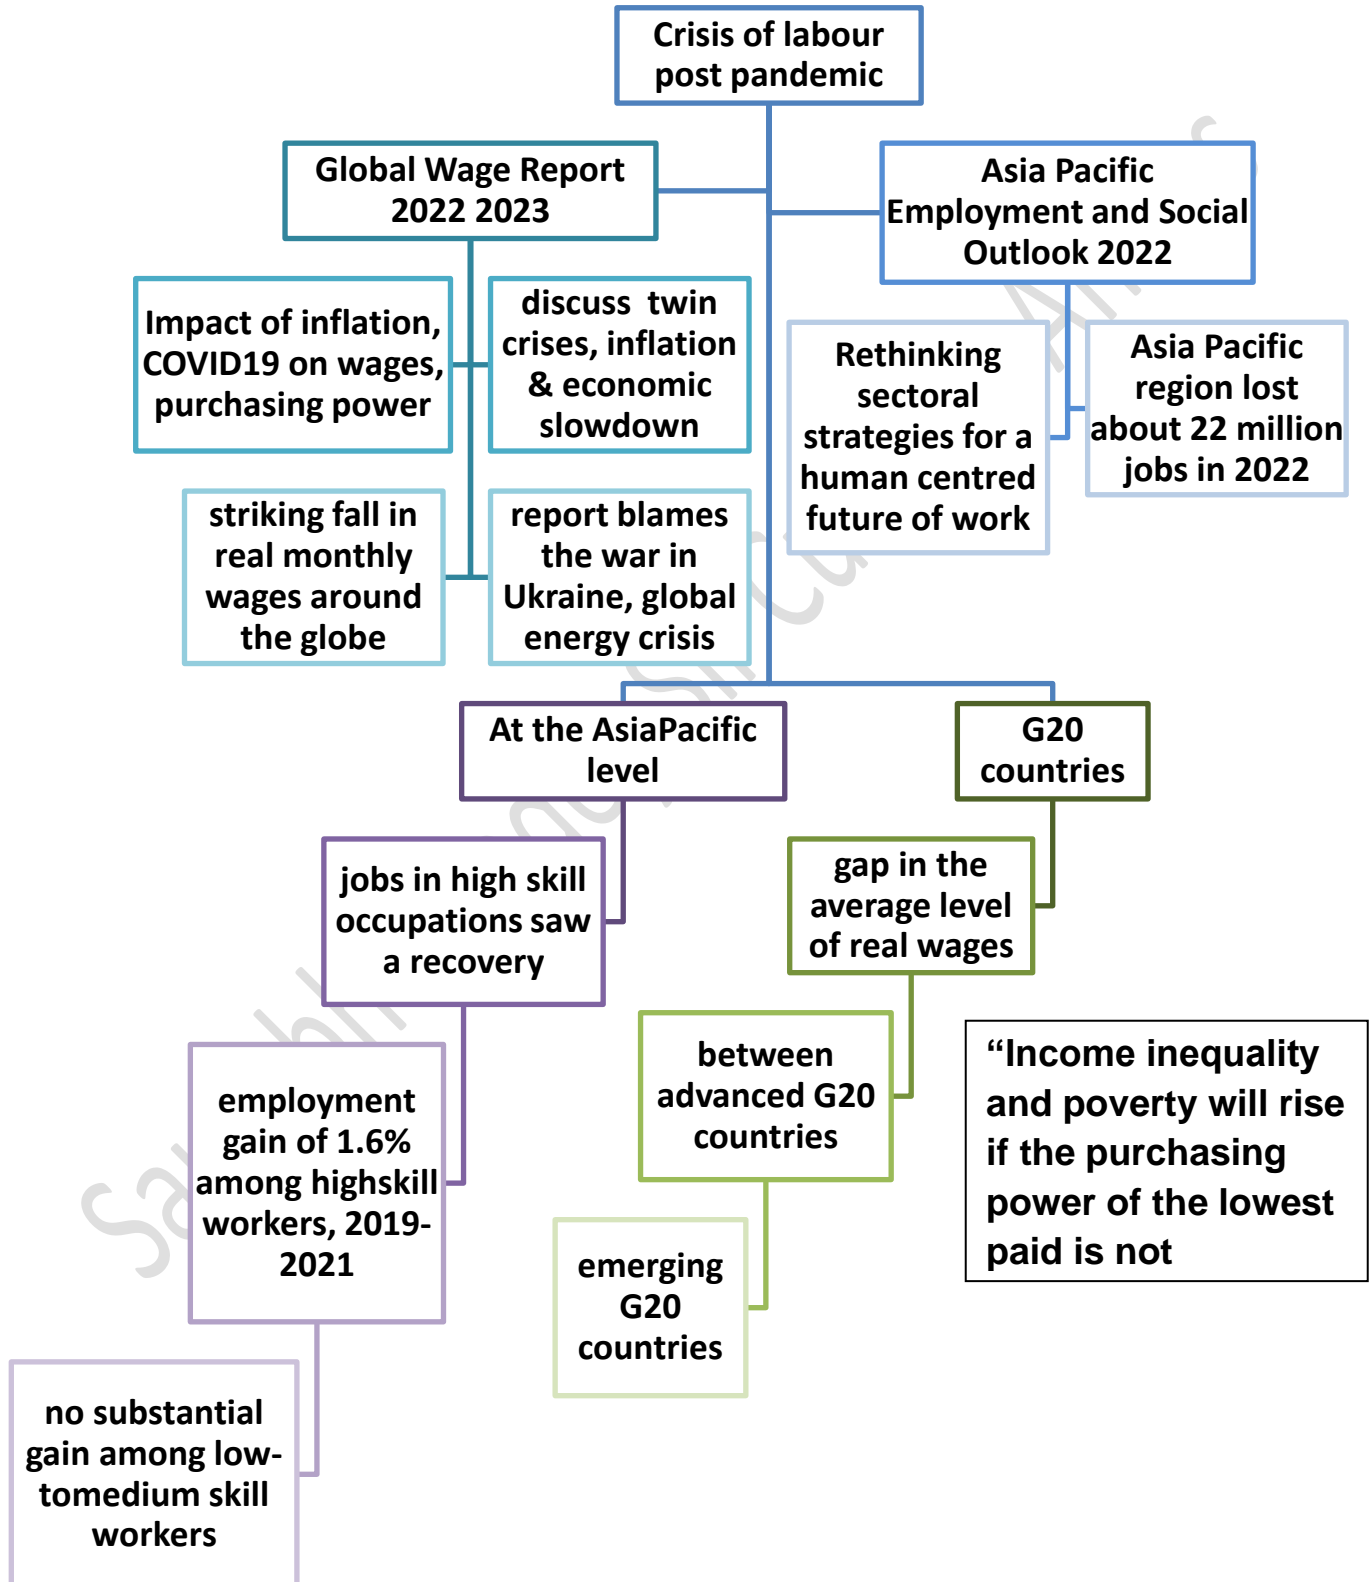 Crisis of labour
post pandemic
Global Wage Report
2022 2023
Asia Pacific
Employment and Social
Outlook 2022
Impact of inflation,
COVID19 on wages,
purchasing power
discuss twin
crises, inflation
& economic
slowdown
Rethinking
sectoral
strategies for a
human centred
future of work
Asia Pacific
region lost
about 22 million
jobs in 2022
striking fall in
real monthly
wages around
the globe
report blames
the war in
Ukraine, global
energy crisis
At the AsiaPacific
level
G20
countries
jobs in high skill
occupations saw
a recovery
gap in the
average level
of real wages
employment
gain of 1.6%
among highskill
workers, 2019-
2021
between
advanced G20
countries
“Income inequality
and poverty will rise
if the purchasing
power of the lowest
paid is not
emerging
G20
countries
no substantial
gain among low-
tomedium skill
workers